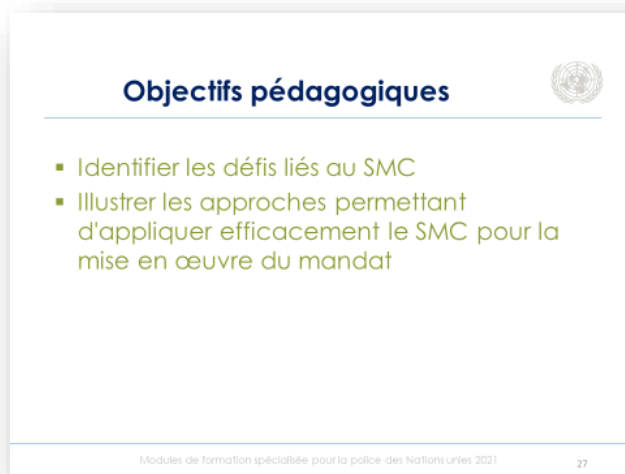 Objectifs pédagogiques
▪ Identifier les défis liés au SMC
▪ Illustrer les approches permettant
d'appliquer efficacement le SMC pour la
mise en œuvre du mandat
Modules de formation spécialisée pour la police des Nations unies 2021
27